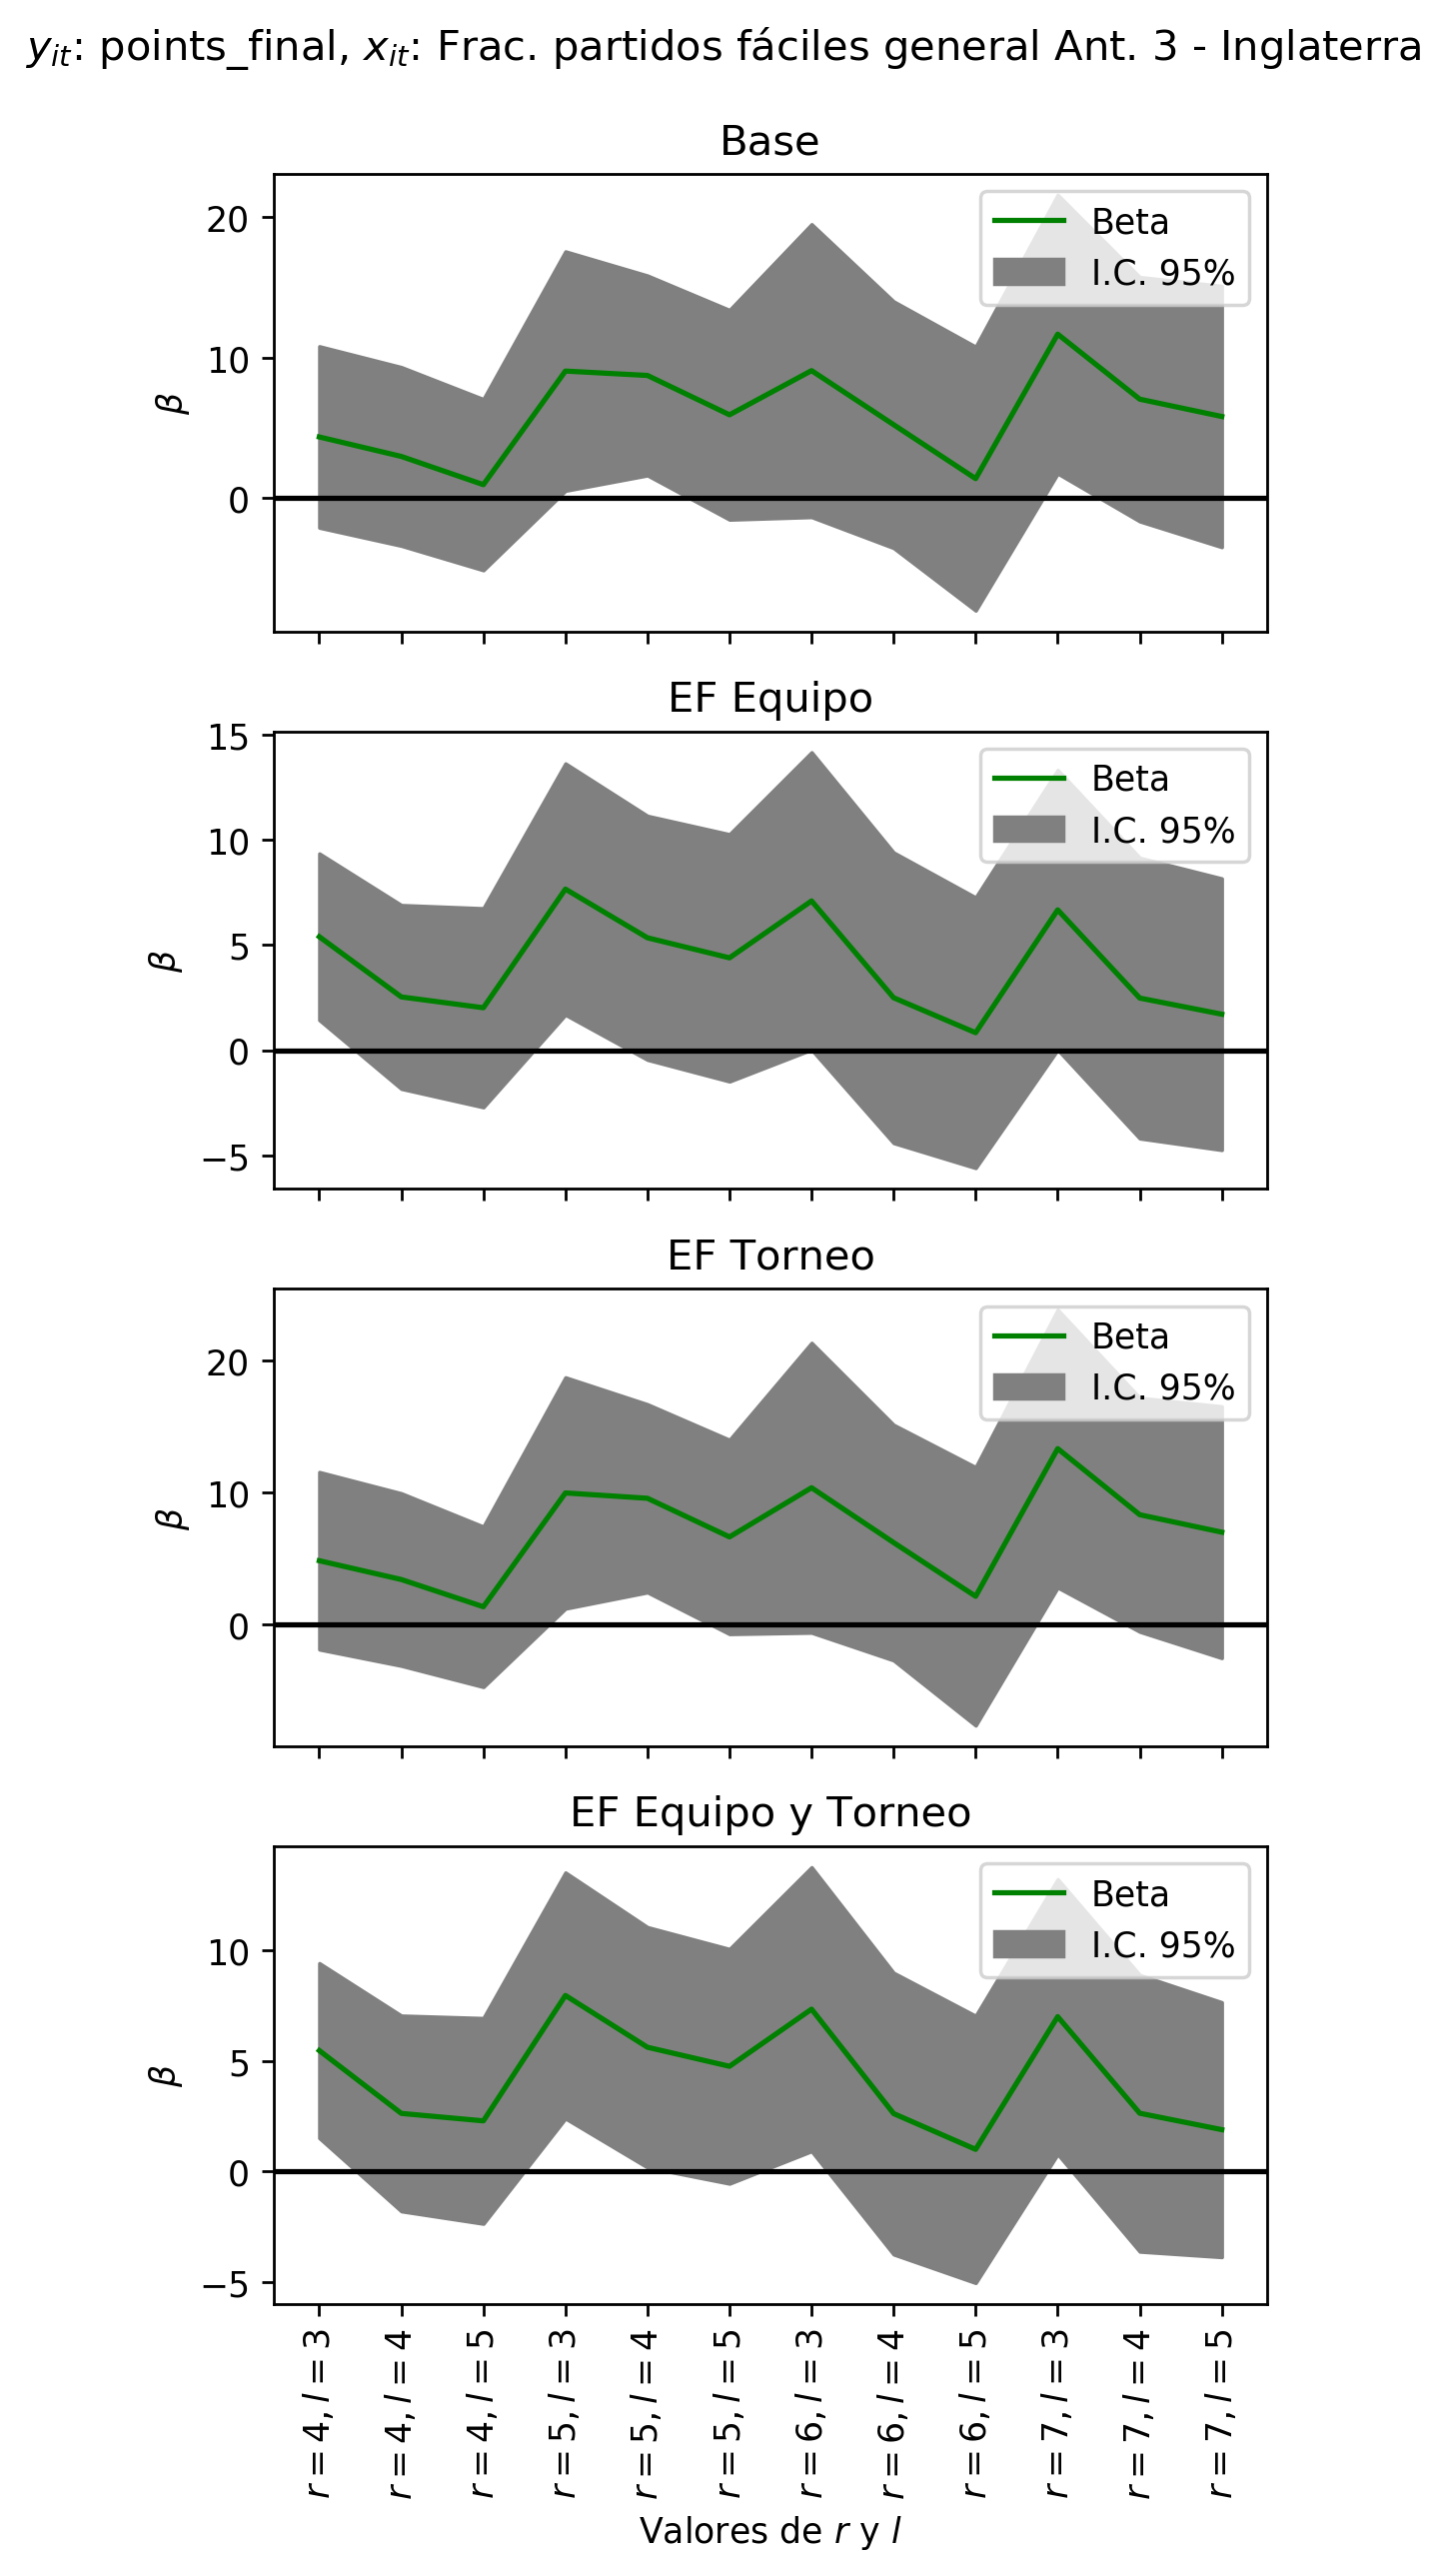 y_it: points_final, x_it: Frac. partidos fáciles general Ant. 3 - Inglaterra
Base
20
10
0
β
Beta
I.C. 95%
EF Equipo
15
10
5
0
−5
β
Beta
I.C. 95%
EF Torneo
20
10
0
β
Beta
I.C. 95%
EF Equipo y Torneo
10
5
0
−5
β
Beta
I.C. 95%
r = 4, l = 3
r = 4, l = 4
r = 4, l = 5
r = 5, l = 3
r = 5, l = 4
r = 5, l = 5
r = 6, l = 3
r = 6, l = 4
r = 6, l = 5
r = 7, l = 3
r = 7, l = 4
r = 7, l = 5
Valores de r y l